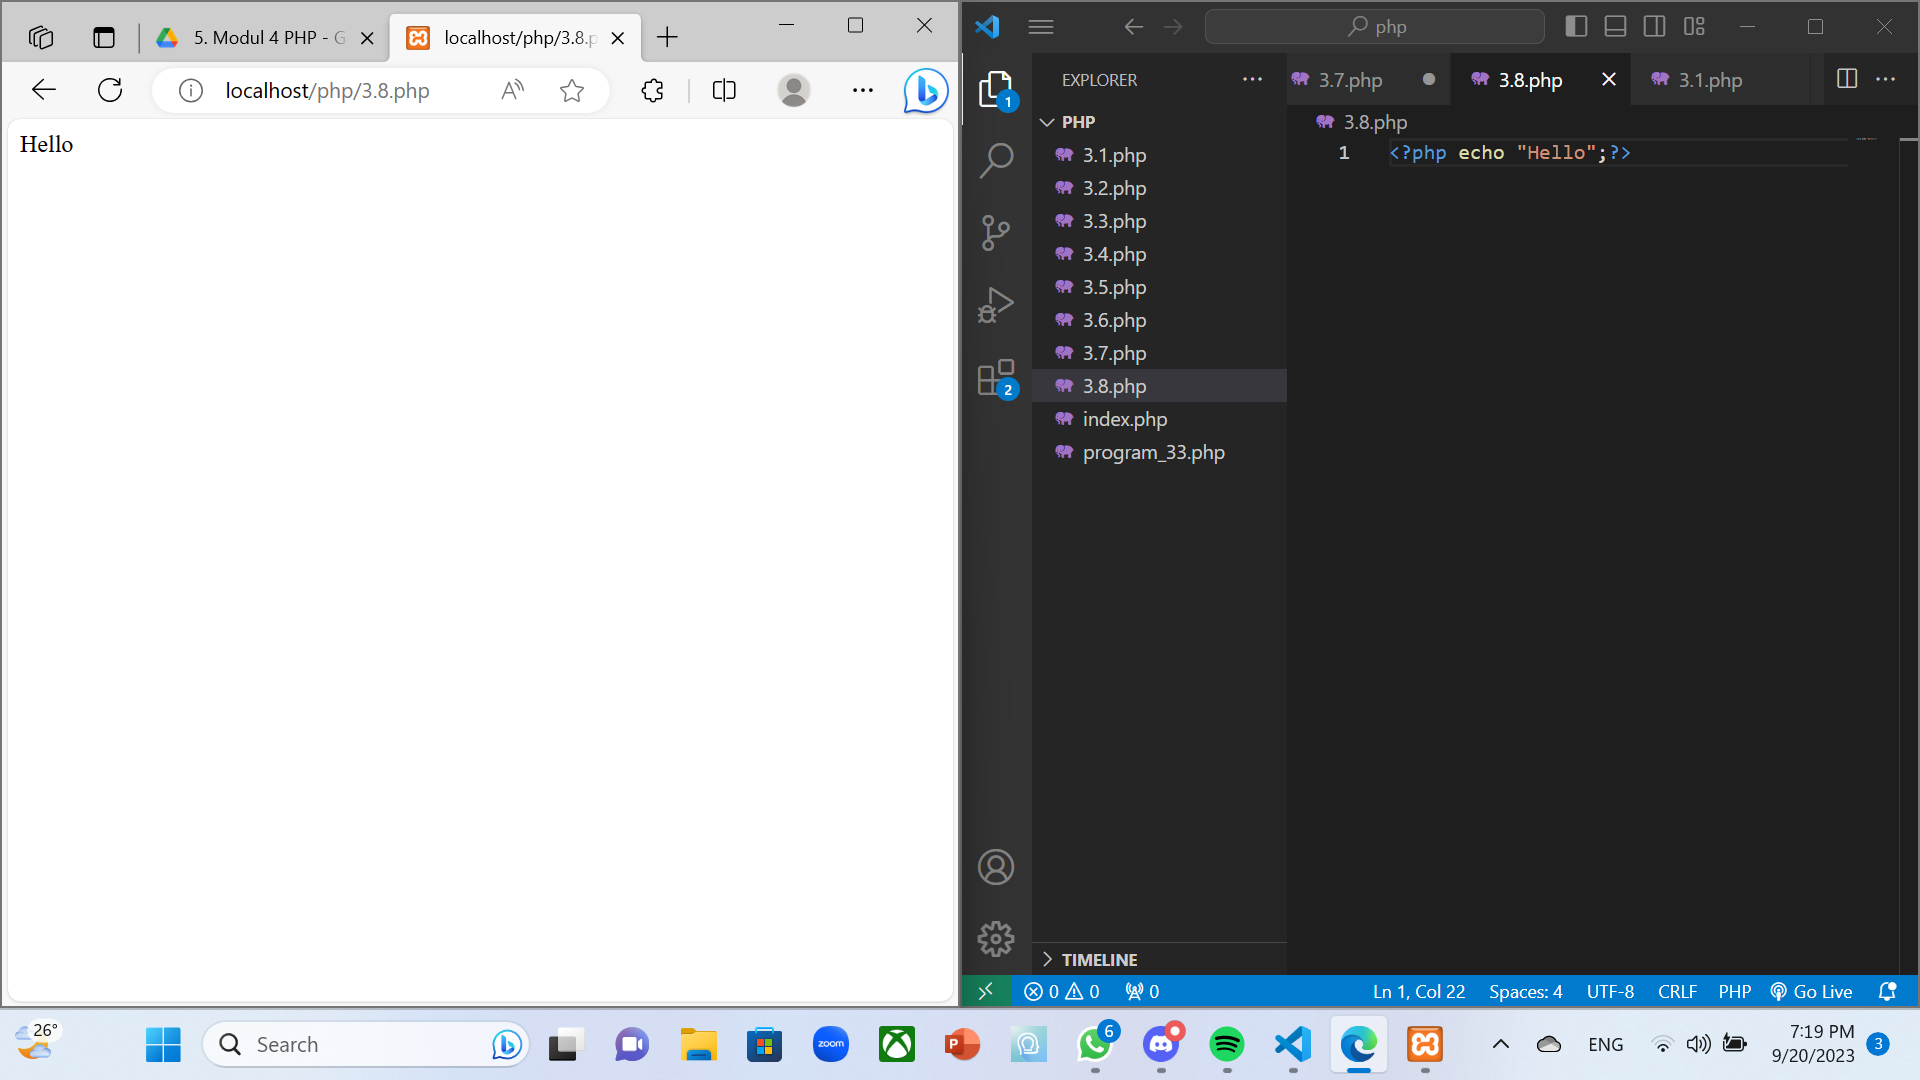 5. Modul 4 PHP - G
localhost/php/3.8.p
localhost/php/3.8.php
Hello
php
EXPLORER
3.7.php
3.8.php
3.1.php
PHP
3.8.php
3.1.php
3.2.php
3.3.php
3.4.php
3.5.php
3.6.php
3.7.php
3.8.php
index.php
program_33.php
1
<?php echo "Hello";?>
1
2
TIMELINE
0 0 0
Ln 1, Col 22 Spaces: 4 UTF-8 CRLF PHP Go Live
26°
Search
zoom
6
ENG
7:19 PM
9/20/2023
3